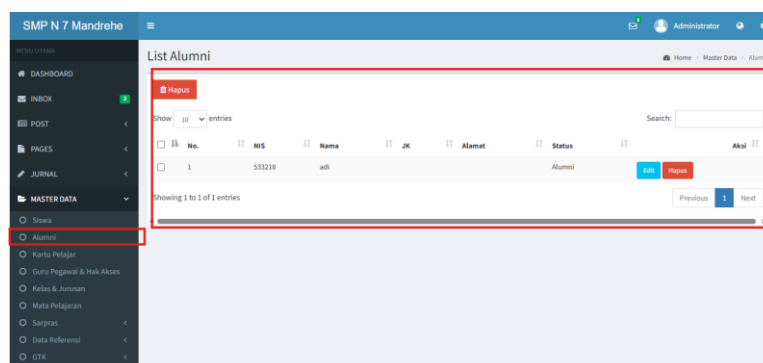 SMP N 7 Mandrehe
3
Administrator
MENU UTAMA
List Alumni
Home > Master Data > Alum
DASHBOARD
INBOX 3
POST
PAGES
JURNAL
MASTER DATA
Siswa
Alumni
Kartu Pelajar
Guru Pegawai & Hak Akses
Kelas & Jurusan
Mata Pelajaran
Sarpras
Data Referensi
GTK
Hapus
Show 10 entries
Search:
No. NIS Nama JK Alamat Status Aksi
1 533218 adi Alumni Edit Hapus
Showing 1 to 1 of 1 entries
Previous 1 Next